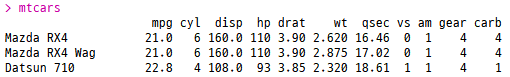 > mtcars
mpg cyl disp hp drat wt qsec vs am gear carb
Mazda RX4 21.0 6 160.0 110 3.90 2.620 16.46 0 1 4 4
Mazda RX4 Wag 21.0 6 160.0 110 3.90 2.875 17.02 0 1 4 4
Datsun 710 22.8 4 108.0 93 3.85 2.320 18.61 1 1 4 1